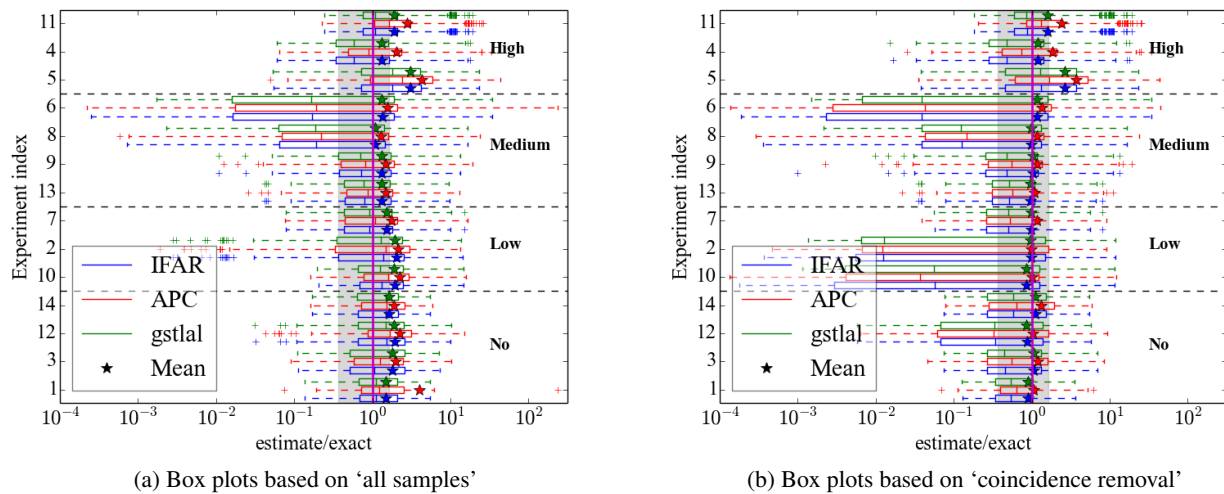 Experiment index
11
4
5
6
8
9
13
7
2
10
14
12
3
1
High
Medium
Low
No
IFAR
APC
gstlal
Mean
10^-4
10^-3
10^-2
10^-1
10^0
10^1
10^2
estimate/exact
(a) Box plots based on ‘all samples’
Experiment index
11
4
5
6
8
9
13
7
2
10
14
12
3
1
High
Medium
Low
No
IFAR
APC
gstlal
Mean
10^-4
10^-3
10^-2
10^-1
10^0
10^1
10^2
estimate/exact
(b) Box plots based on ‘coincidence removal’